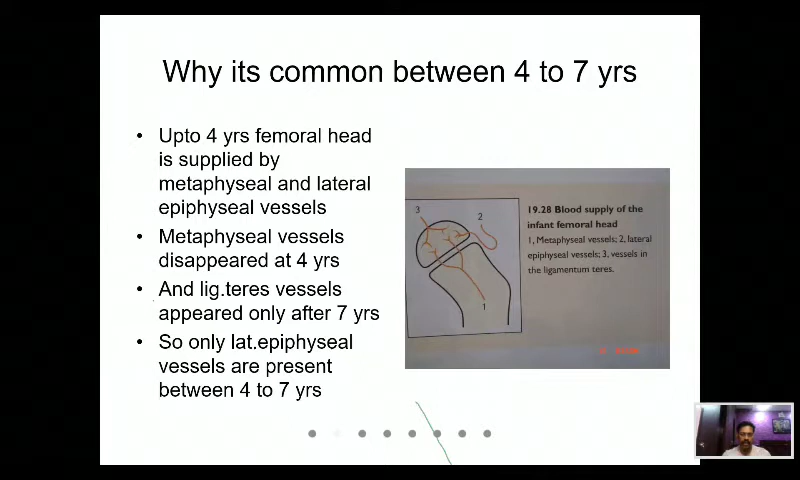 Why its common between 4 to 7 yrs
• Upto 4 yrs femoral head
is supplied by
metaphyseal and lateral
epiphyseal vessels
• Metaphyseal vessels
disappeared at 4 yrs
• And lig.teres vessels
appeared only after 7 yrs
• So only lat.epiphyseal
vessels are present
between 4 to 7 yrs
3
2
1
19.28 Blood supply of the
infant femoral head
1, Metaphyseal vessels; 2, lateral
epiphyseal vessels; 3, vessels in
the ligamentum teres.